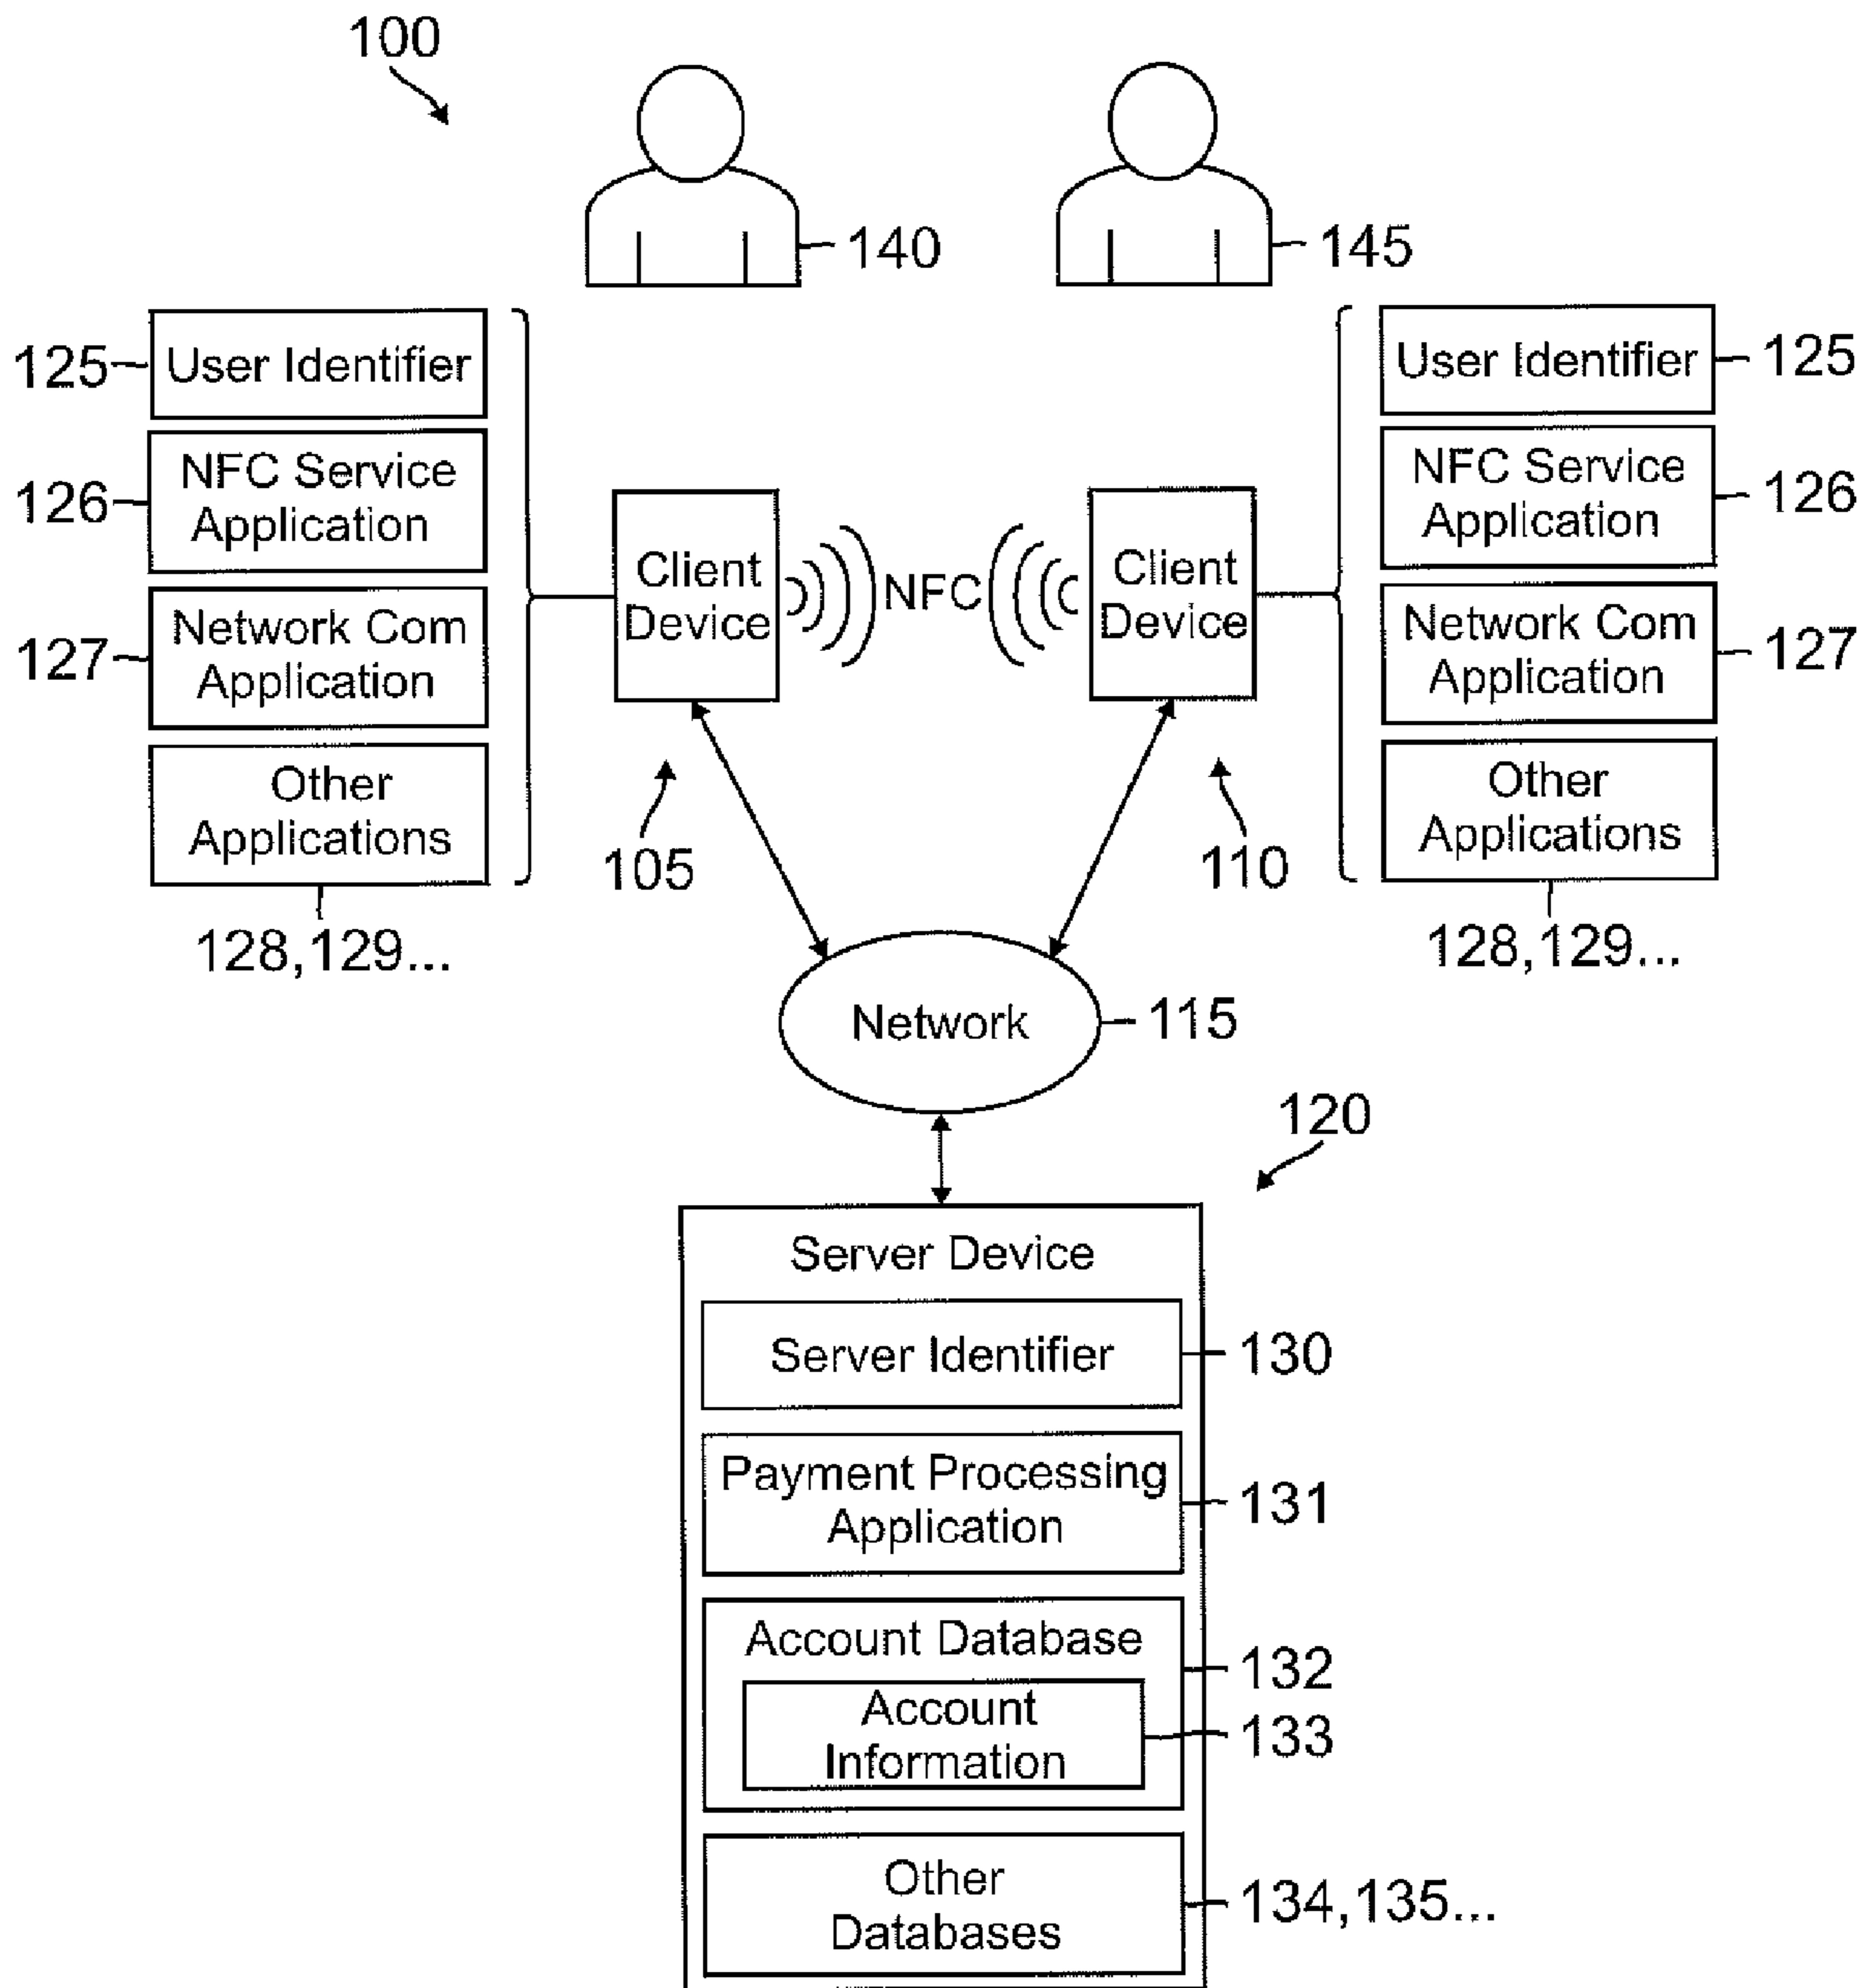 100
140
145
125
User Identifier
User Identifier
125
126
NFC Service
Application
NFC Service
Application
126
Client
Device
NFC
Client
Device
127
Network Com
Application
Network Com
Application
127
Other
Applications
Other
Applications
105
110
128,129...
128,129...
Network
115
120
Server Device
Server Identifier
130
Payment Processing
Application
131
Account Database
132
Account
Information
133
Other
Databases
134,135...